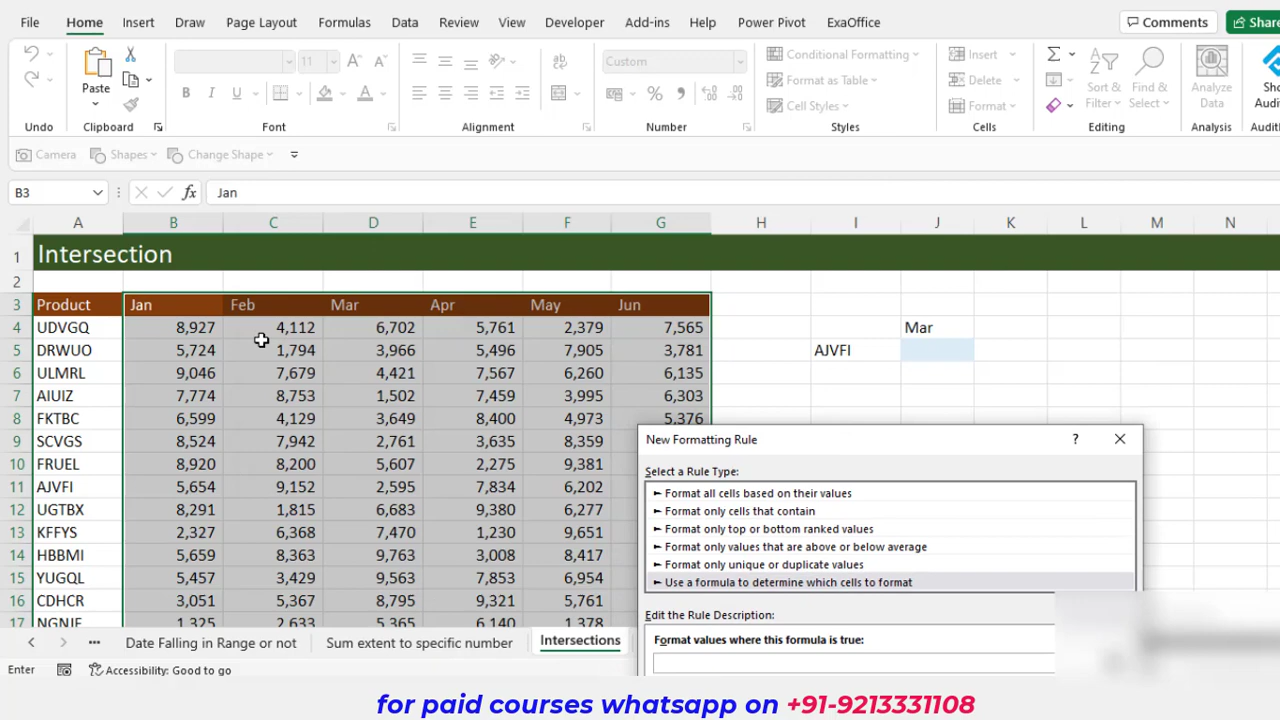 File Home Insert Draw Page Layout Formulas Data Review View Developer Add-ins Help Power Pivot ExaOffice Comments Share
11 Custom Conditional Formatting Insert
Paste B I U Format as Table Delete Sort & Filter Find & Select Analyze Data
Cell Styles Format
Undo Clipboard Font Alignment Number Styles Cells Editing Analysis
Camera Shapes Change Shape
B3 fx Jan
A B C D E F G H I J K L M N
1 Intersection
2
3 Product Jan Feb Mar Apr May Jun
4 UDVGQ 8,927 4,112 6,702 5,761 2,379 7,565 Mar
5 DRWUO 5,724 1,794 3,966 5,496 7,905 3,781 AJVFI
6 ULMRL 9,046 7,679 4,421 7,567 6,260 6,135
7 AIUIZ 7,774 8,753 1,502 7,459 3,995 6,303
8 FKTBC 6,599 4,129 3,649 8,400 4,973 5,376
9 SCVGS 8,524 7,942 2,761 3,635 8,359
10 FRUEL 8,920 8,200 5,607 2,275 9,381
11 AJVFI 5,654 9,152 2,595 7,834 6,202
12 UGTBX 8,291 1,815 6,683 9,380 6,277
13 KFFYS 2,327 6,368 7,470 1,230 9,651
14 HBBMI 5,659 8,363 9,763 3,008 8,417
15 YUGQL 5,457 3,429 9,563 7,853 6,954
16 CDHCR 3,051 5,367 8,795 9,321 5,761
17 1,325 2,633 5,365 6,140 1,378
New Formatting Rule ?
Select a Rule Type:
► Format all cells based on their values
► Format only cells that contain
► Format only top or bottom ranked values
► Format only values that are above or below average
► Format only unique or duplicate values
► Use a formula to determine which cells to format
Edit the Rule Description:
Format values where this formula is true:
... Date Falling in Range or not Sum extent to specific number Intersections
Enter Accessibility: Good to go
for paid courses whatsapp on +91-9213331108